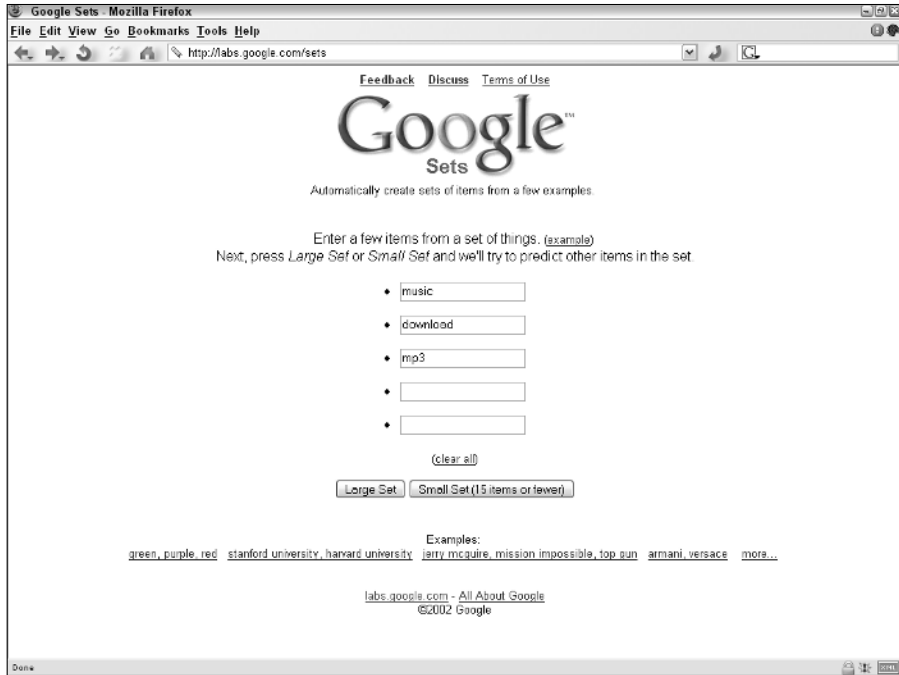 Google Sets - Mozilla Firefox
File Edit View Go Bookmarks Tools Help
http://labs.google.com/sets
G
Feedback Discuss Terms of Use
Google™
Sets
Automatically create sets of items from a few examples.
Enter a few items from a set of things. (example)
Next, press Large Set or Small Set and we'll try to predict other items in the set.
• music
• download
• mp3
•
•
(clear all)
Large Set Small Set (15 items or fewer)
Examples:
green, purple, red stanford university, harvard university jerry mcguire, mission impossible, top gun armani, versace more...
labs.google.com - All About Google
©2002 Google
Done